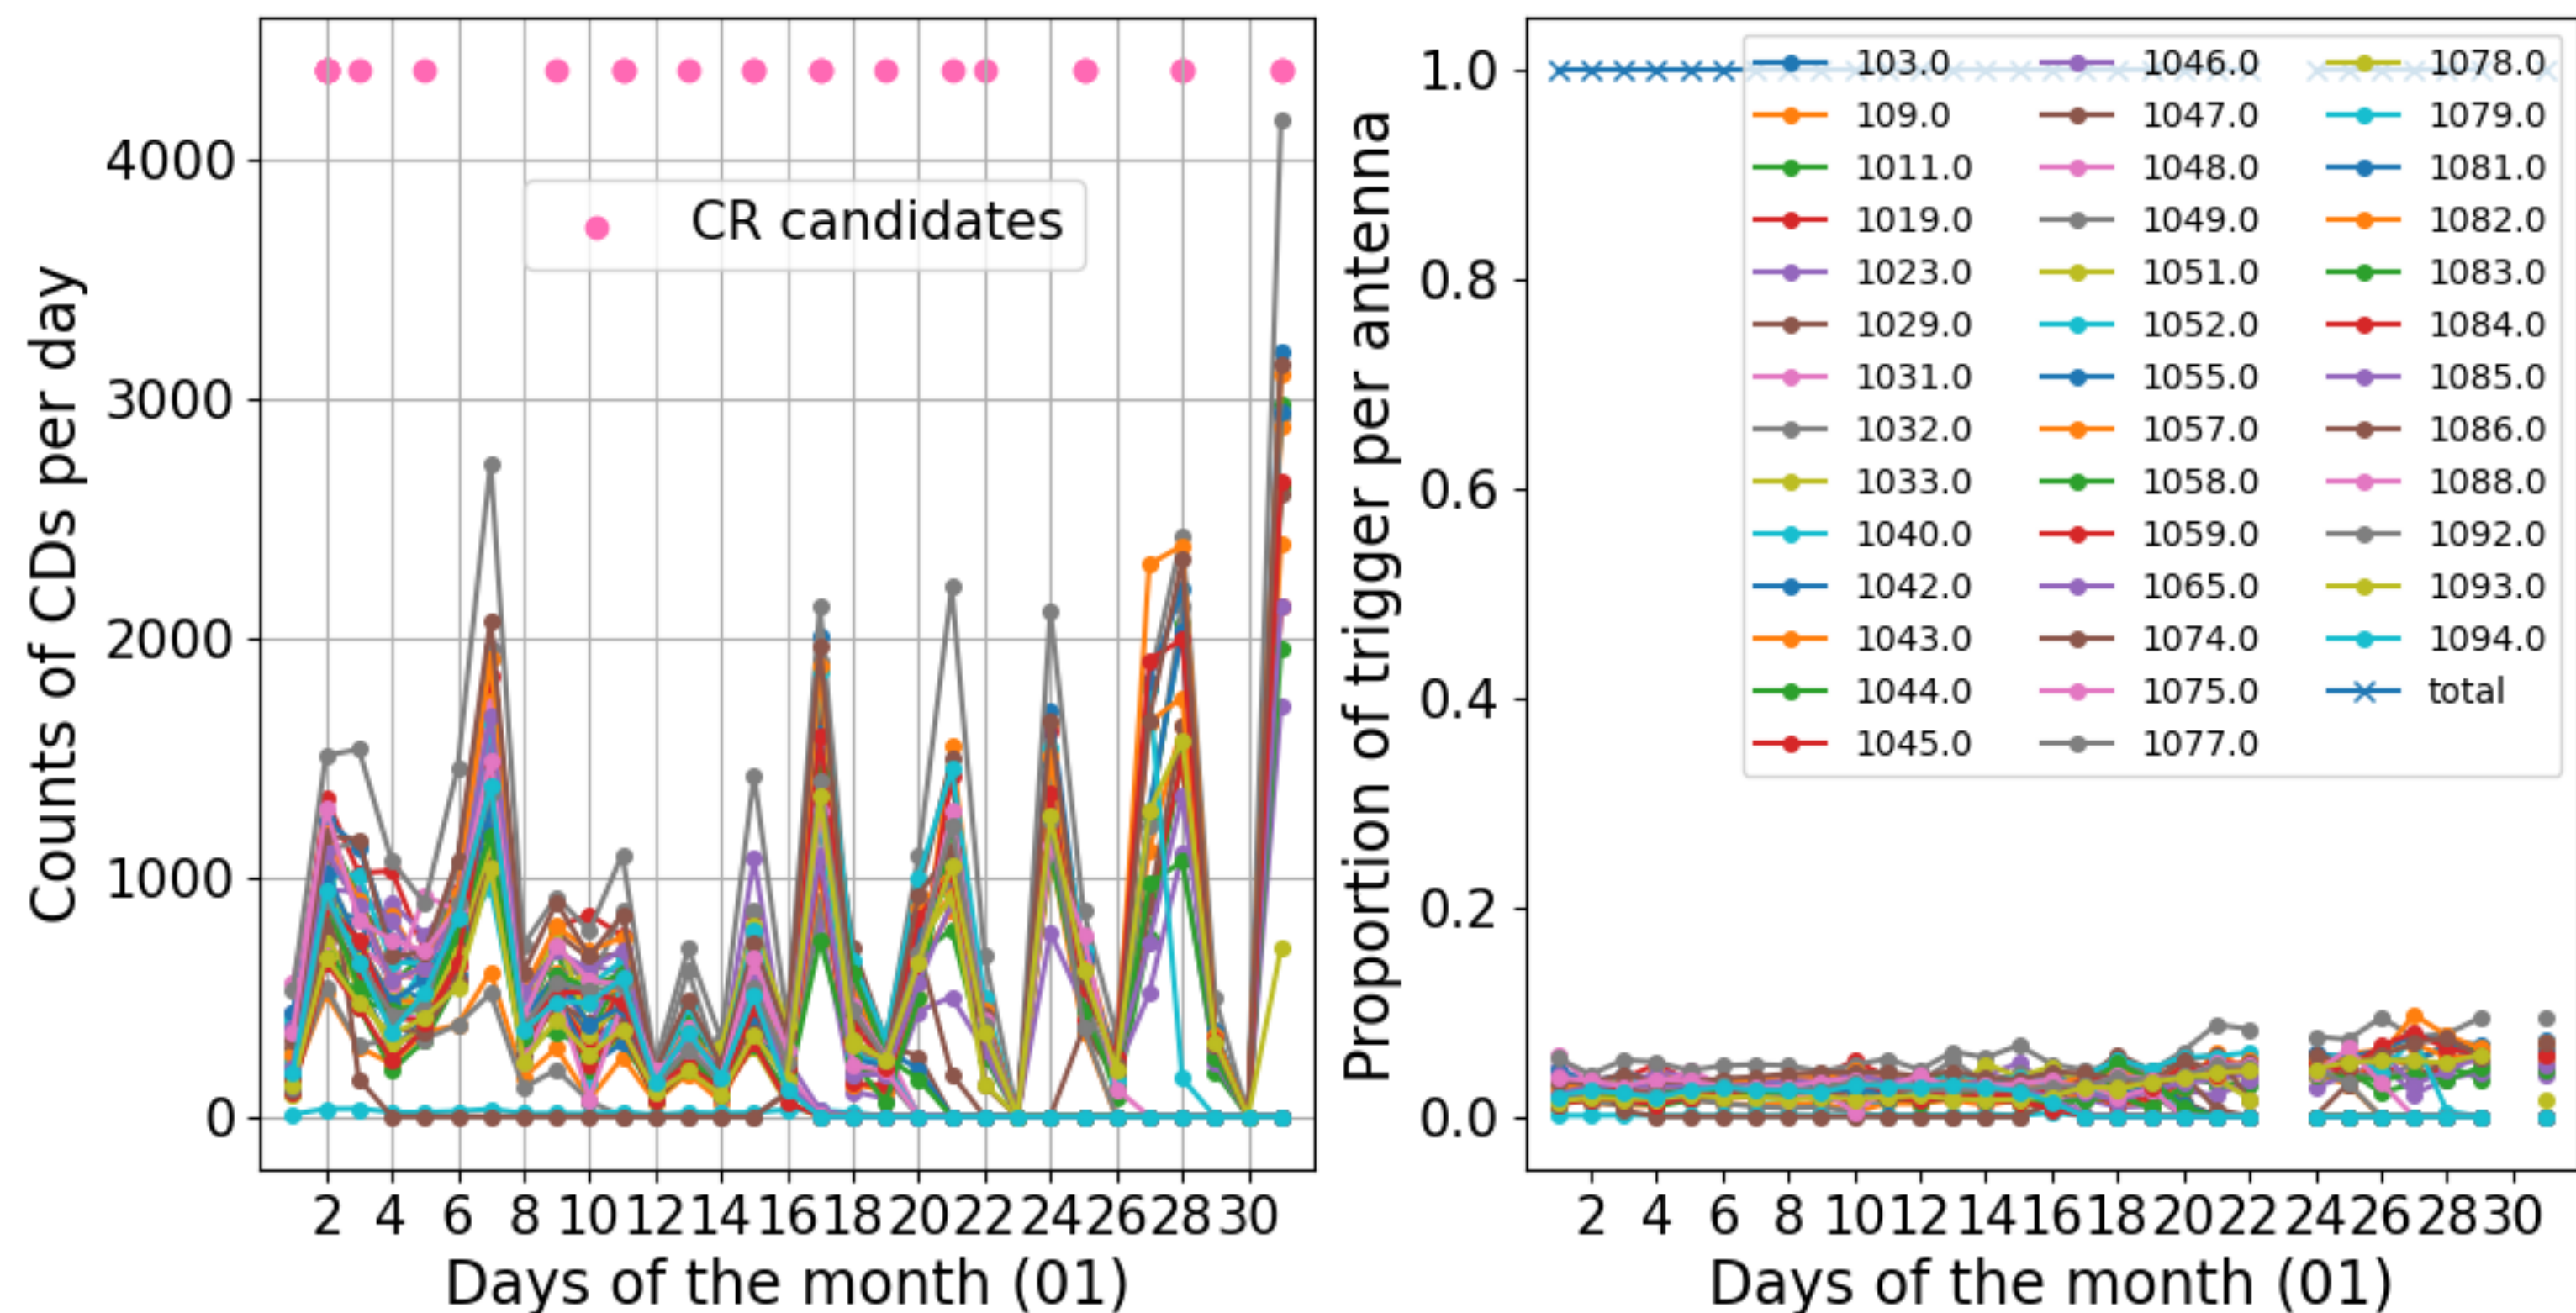 Counts of CDs per day
4000
3000
2000
1000
0
CR candidates
2 4 6 8 10 12 14 16 18 20 22 24 26 28 30
Days of the month (01)
Proportion of trigger per antenna
1.0
0.8
0.6
0.4
0.2
0.0
103.0 1046.0 1078.0
109.0 1047.0 1079.0
1011.0 1048.0 1081.0
1019.0 1049.0 1082.0
1023.0 1051.0 1083.0
1029.0 1052.0 1084.0
1031.0 1055.0 1085.0
1032.0 1057.0 1086.0
1033.0 1058.0 1088.0
1040.0 1059.0 1092.0
1042.0 1065.0 1093.0
1043.0 1074.0 1094.0
1044.0 1075.0 total
1045.0 1077.0
2 4 6 8 10 12 14 16 18 20 22 24 26 28 30
Days of the month (01)